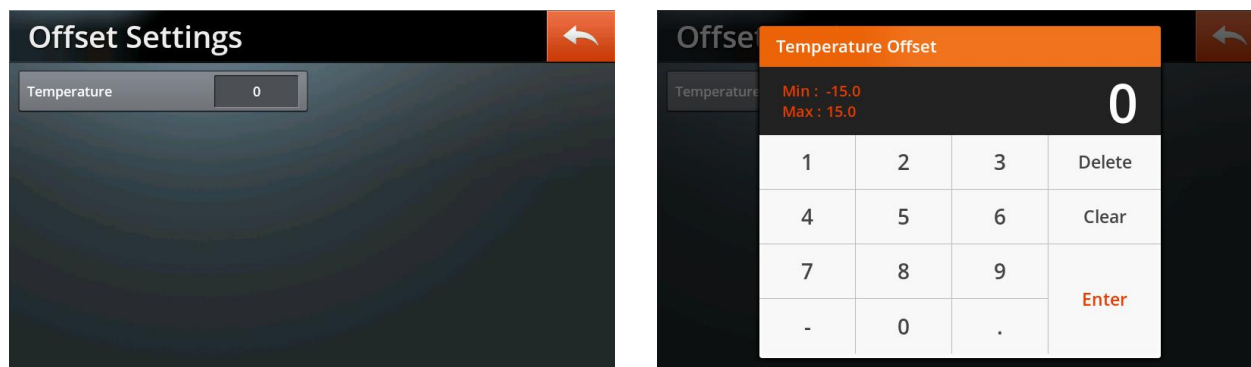 Offset Settings
Temperature 0
Offset
Temperature
Temperature Offset
Min : -15.0
Max : 15.0
0
1 2 3 Delete
4 5 6 Clear
7 8 9
Enter
- 0 .